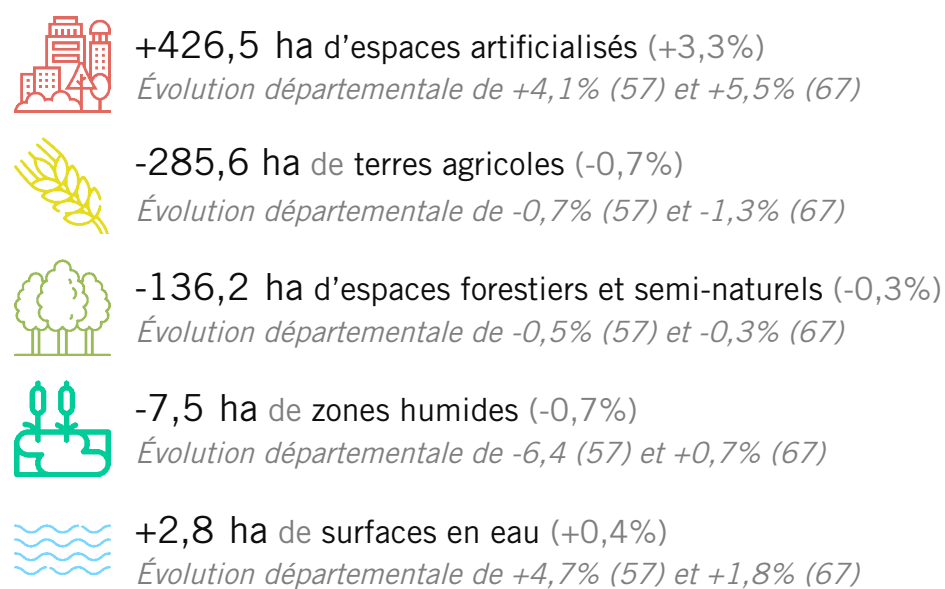 +426,5 ha d'espaces artificialisés (+3,3%)
Évolution départementale de +4,1% (57) et +5,5% (67)
-285,6 ha de terres agricoles (-0,7%)
Évolution départementale de -0,7% (57) et -1,3% (67)
-136,2 ha d'espaces forestiers et semi-naturels (-0,3%)
Évolution départementale de -0,5% (57) et -0,3% (67)
-7,5 ha de zones humides (-0,7%)
Évolution départementale de -6,4 (57) et +0,7% (67)
+2,8 ha de surfaces en eau (+0,4%)
Évolution départementale de +4,7% (57) et +1,8% (67)